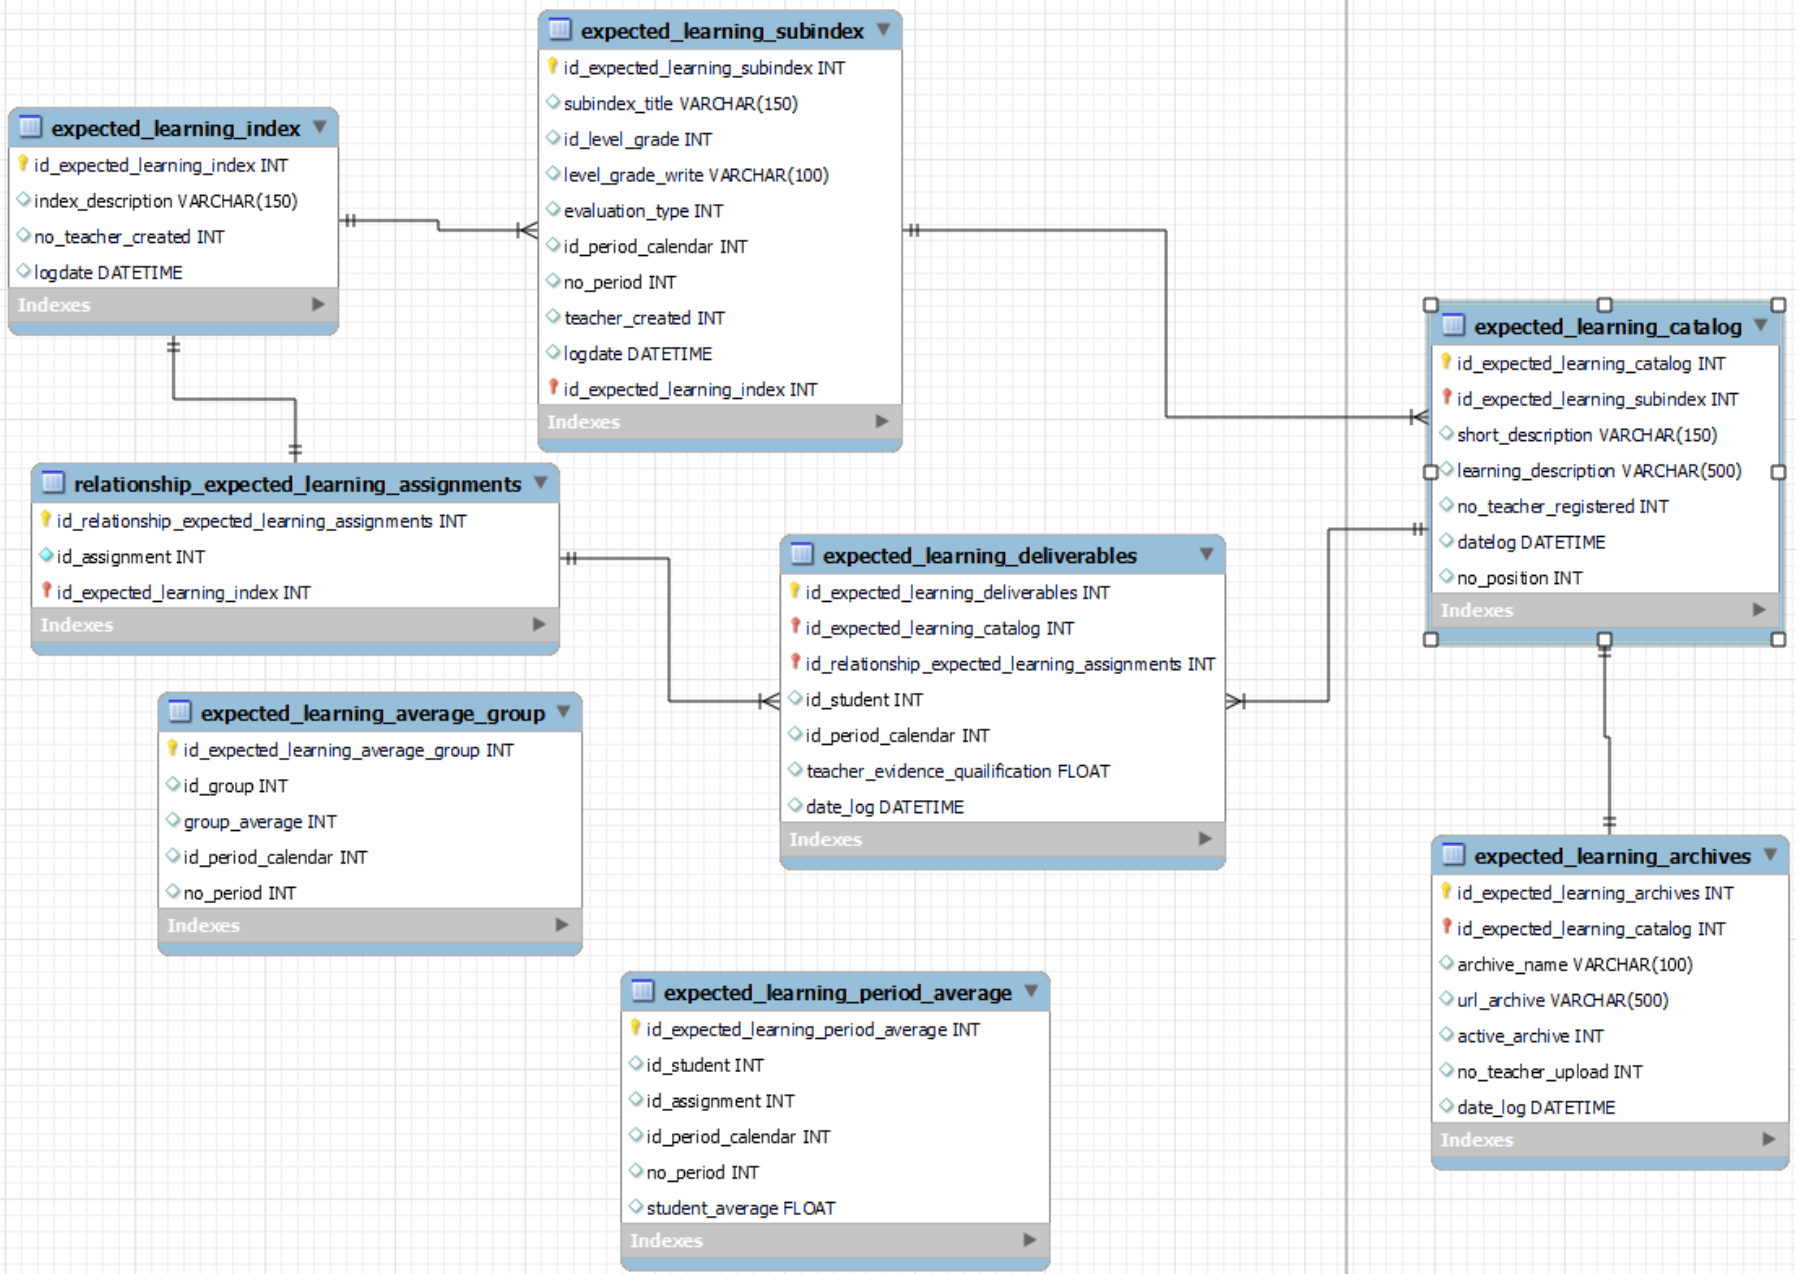 expected_learning_subindex
id_expected_learning_subindex INT
subindex_title VARCHAR(150)
id_level_grade INT
level_grade_write VARCHAR(100)
evaluation_type INT
id_period_calendar INT
no_period INT
teacher_created INT
logdate DATETIME
id_expected_learning_index INT
Indexes
expected_learning_index
id_expected_learning_index INT
index_description VARCHAR(150)
no_teacher_created INT
logdate DATETIME
Indexes
expected_learning_catalog
id_expected_learning_catalog INT
id_expected_learning_subindex INT
short_description VARCHAR(150)
learning_description VARCHAR(500)
no_teacher_registered INT
datelog DATETIME
no_position INT
Indexes
relationship_expected_learning_assignments
id_relationship_expected_learning_assignments INT
id_assignment INT
id_expected_learning_index INT
Indexes
expected_learning_deliverables
id_expected_learning_deliverables INT
id_expected_learning_catalog INT
id_relationship_expected_learning_assignments INT
id_student INT
id_period_calendar INT
teacher_evidence_quailification FLOAT
date_log DATETIME
Indexes
expected_learning_average_group
id_expected_learning_average_group INT
id_group INT
group_average INT
id_period_calendar INT
no_period INT
Indexes
expected_learning_archives
id_expected_learning_archives INT
id_expected_learning_catalog INT
archive_name VARCHAR(100)
url_archive VARCHAR(500)
active_archive INT
no_teacher_upload INT
date_log DATETIME
Indexes
expected_learning_period_average
id_expected_learning_period_average INT
id_student INT
id_assignment INT
id_period_calendar INT
no_period INT
student_average FLOAT
Indexes